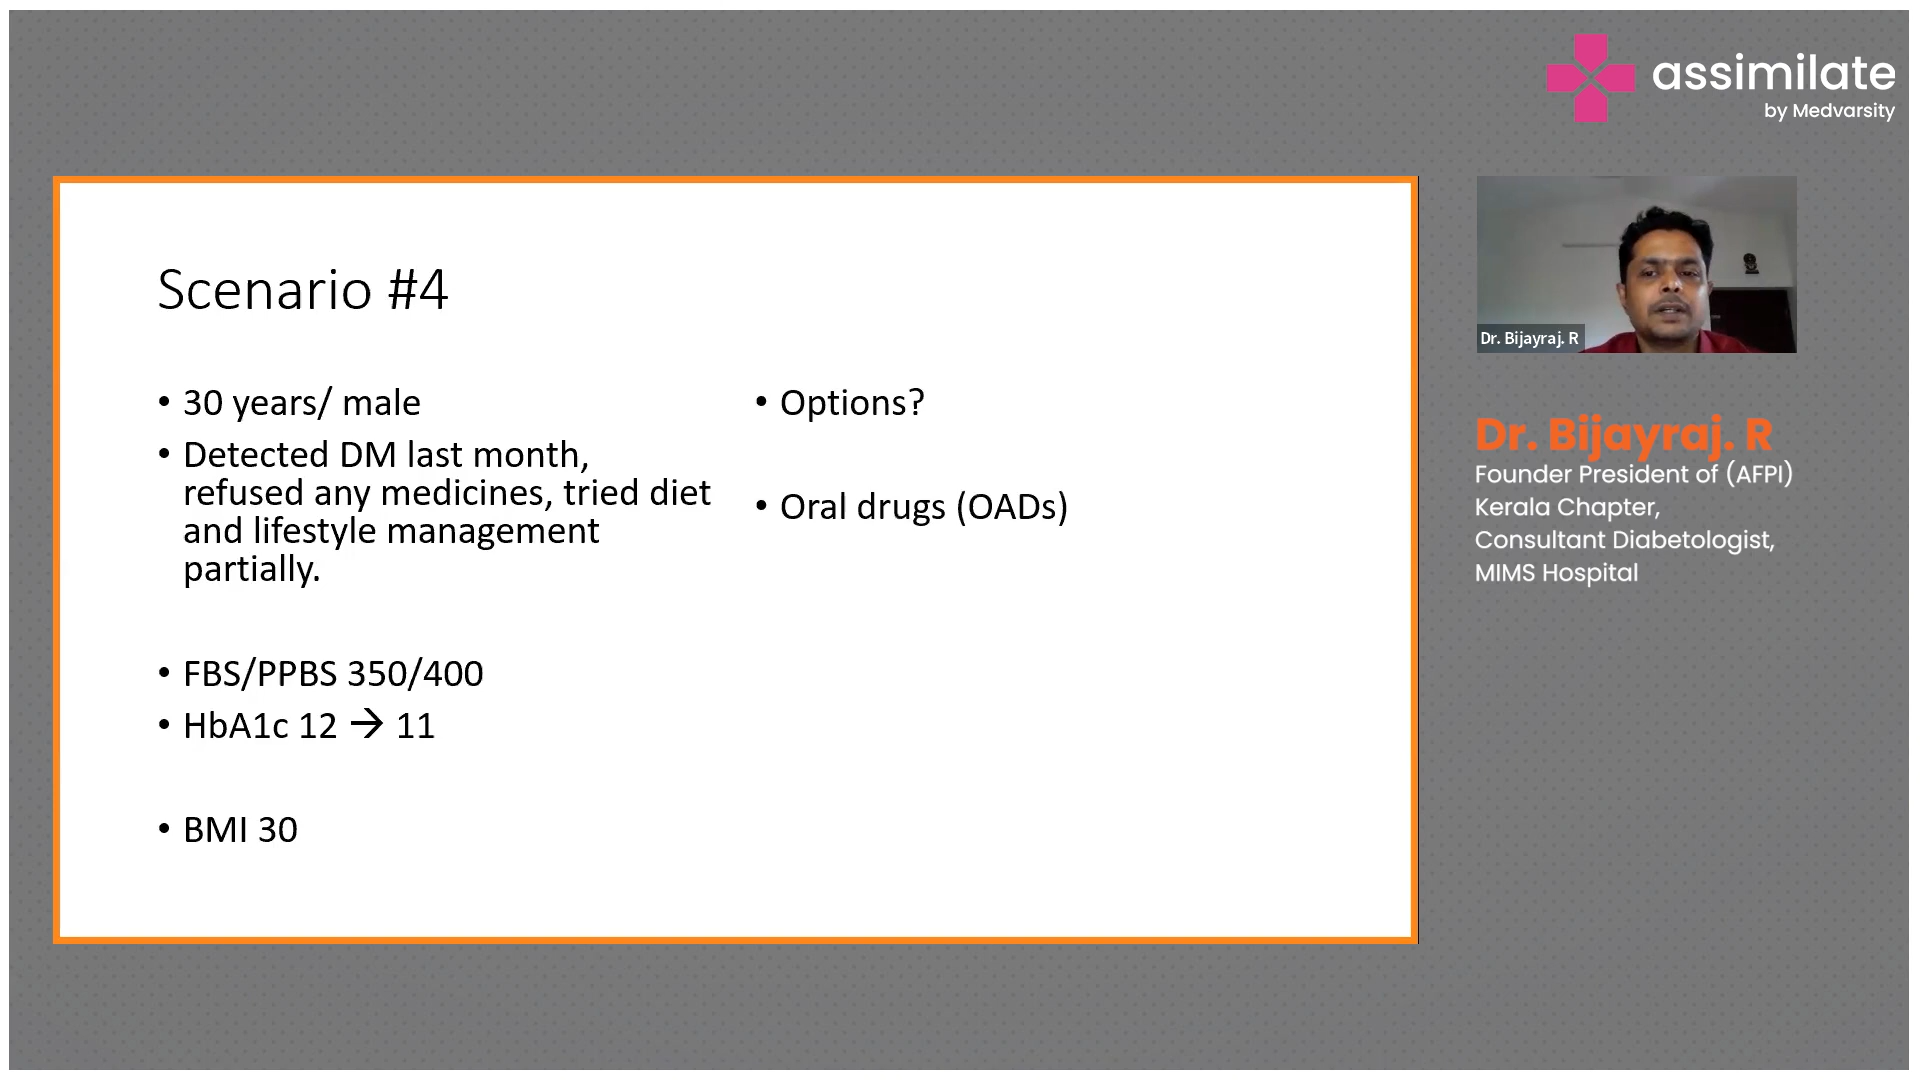 assimilate
by Medvarsity
Scenario #4
• 30 years/ male
• Detected DM last month,
refused any medicines, tried diet
and lifestyle management
partially.
• FBS/PPBS 350/400
• HbA1c 12 → 11
• BMI 30
• Options?
• Oral drugs (OADs)
Dr. Bijayraj. R
Dr. Bijayraj. R
Founder President of (AFPI)
Kerala Chapter,
Consultant Diabetologist,
MIMS Hospital